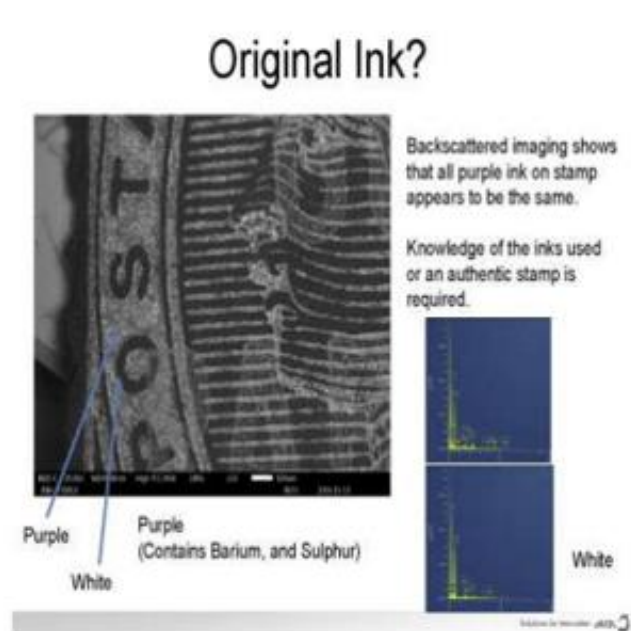 Original Ink?
Backscattered imaging shows
that all purple ink on stamp
appears to be the same.
Knowledge of the inks used
or an authentic stamp is
required.
POST
Purple
White
Purple
(Contains Barium, and Sulphur)
White